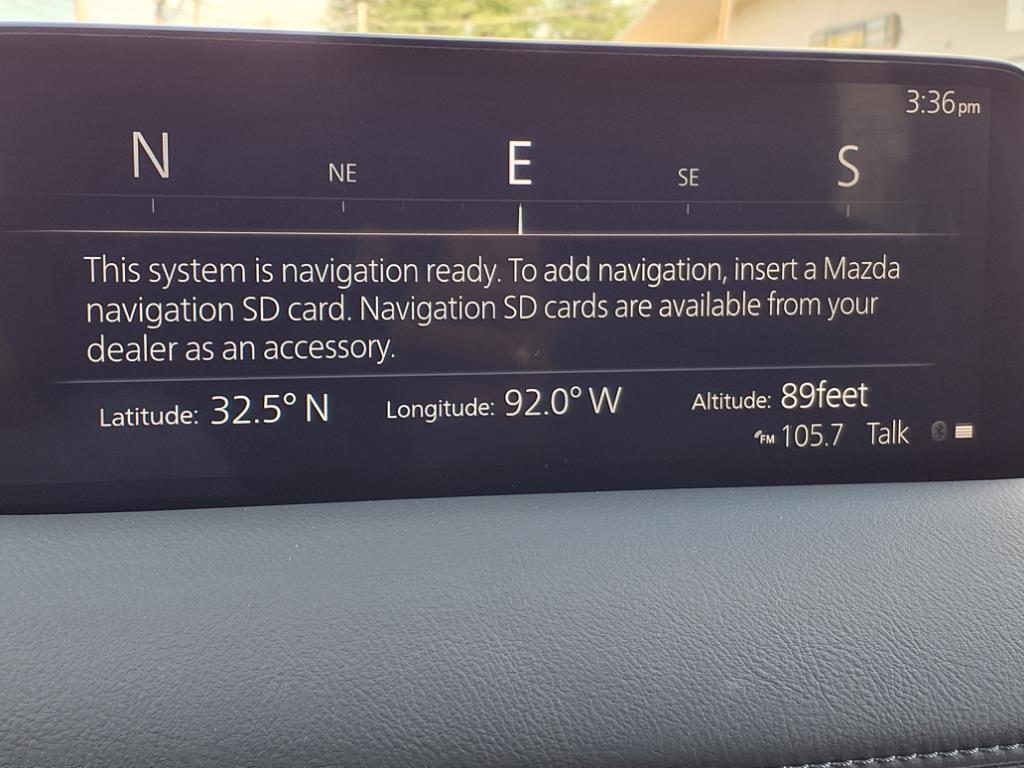 3:36 pm
N NE E SE S
This system is navigation ready. To add navigation, insert a Mazda
navigation SD card. Navigation SD cards are available from your
dealer as an accessory.
Latitude: 32.5° N Longitude: 92.0° W Altitude: 89feet
FM 105.7 Talk